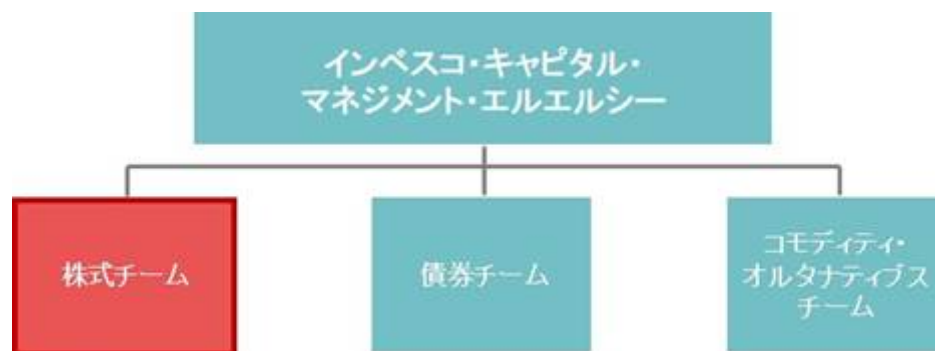 インベスコ・キャピタル・
マネジメント・エルエルシー
株式チーム
債券チーム
コモディティ・
オルタナティブス
チーム